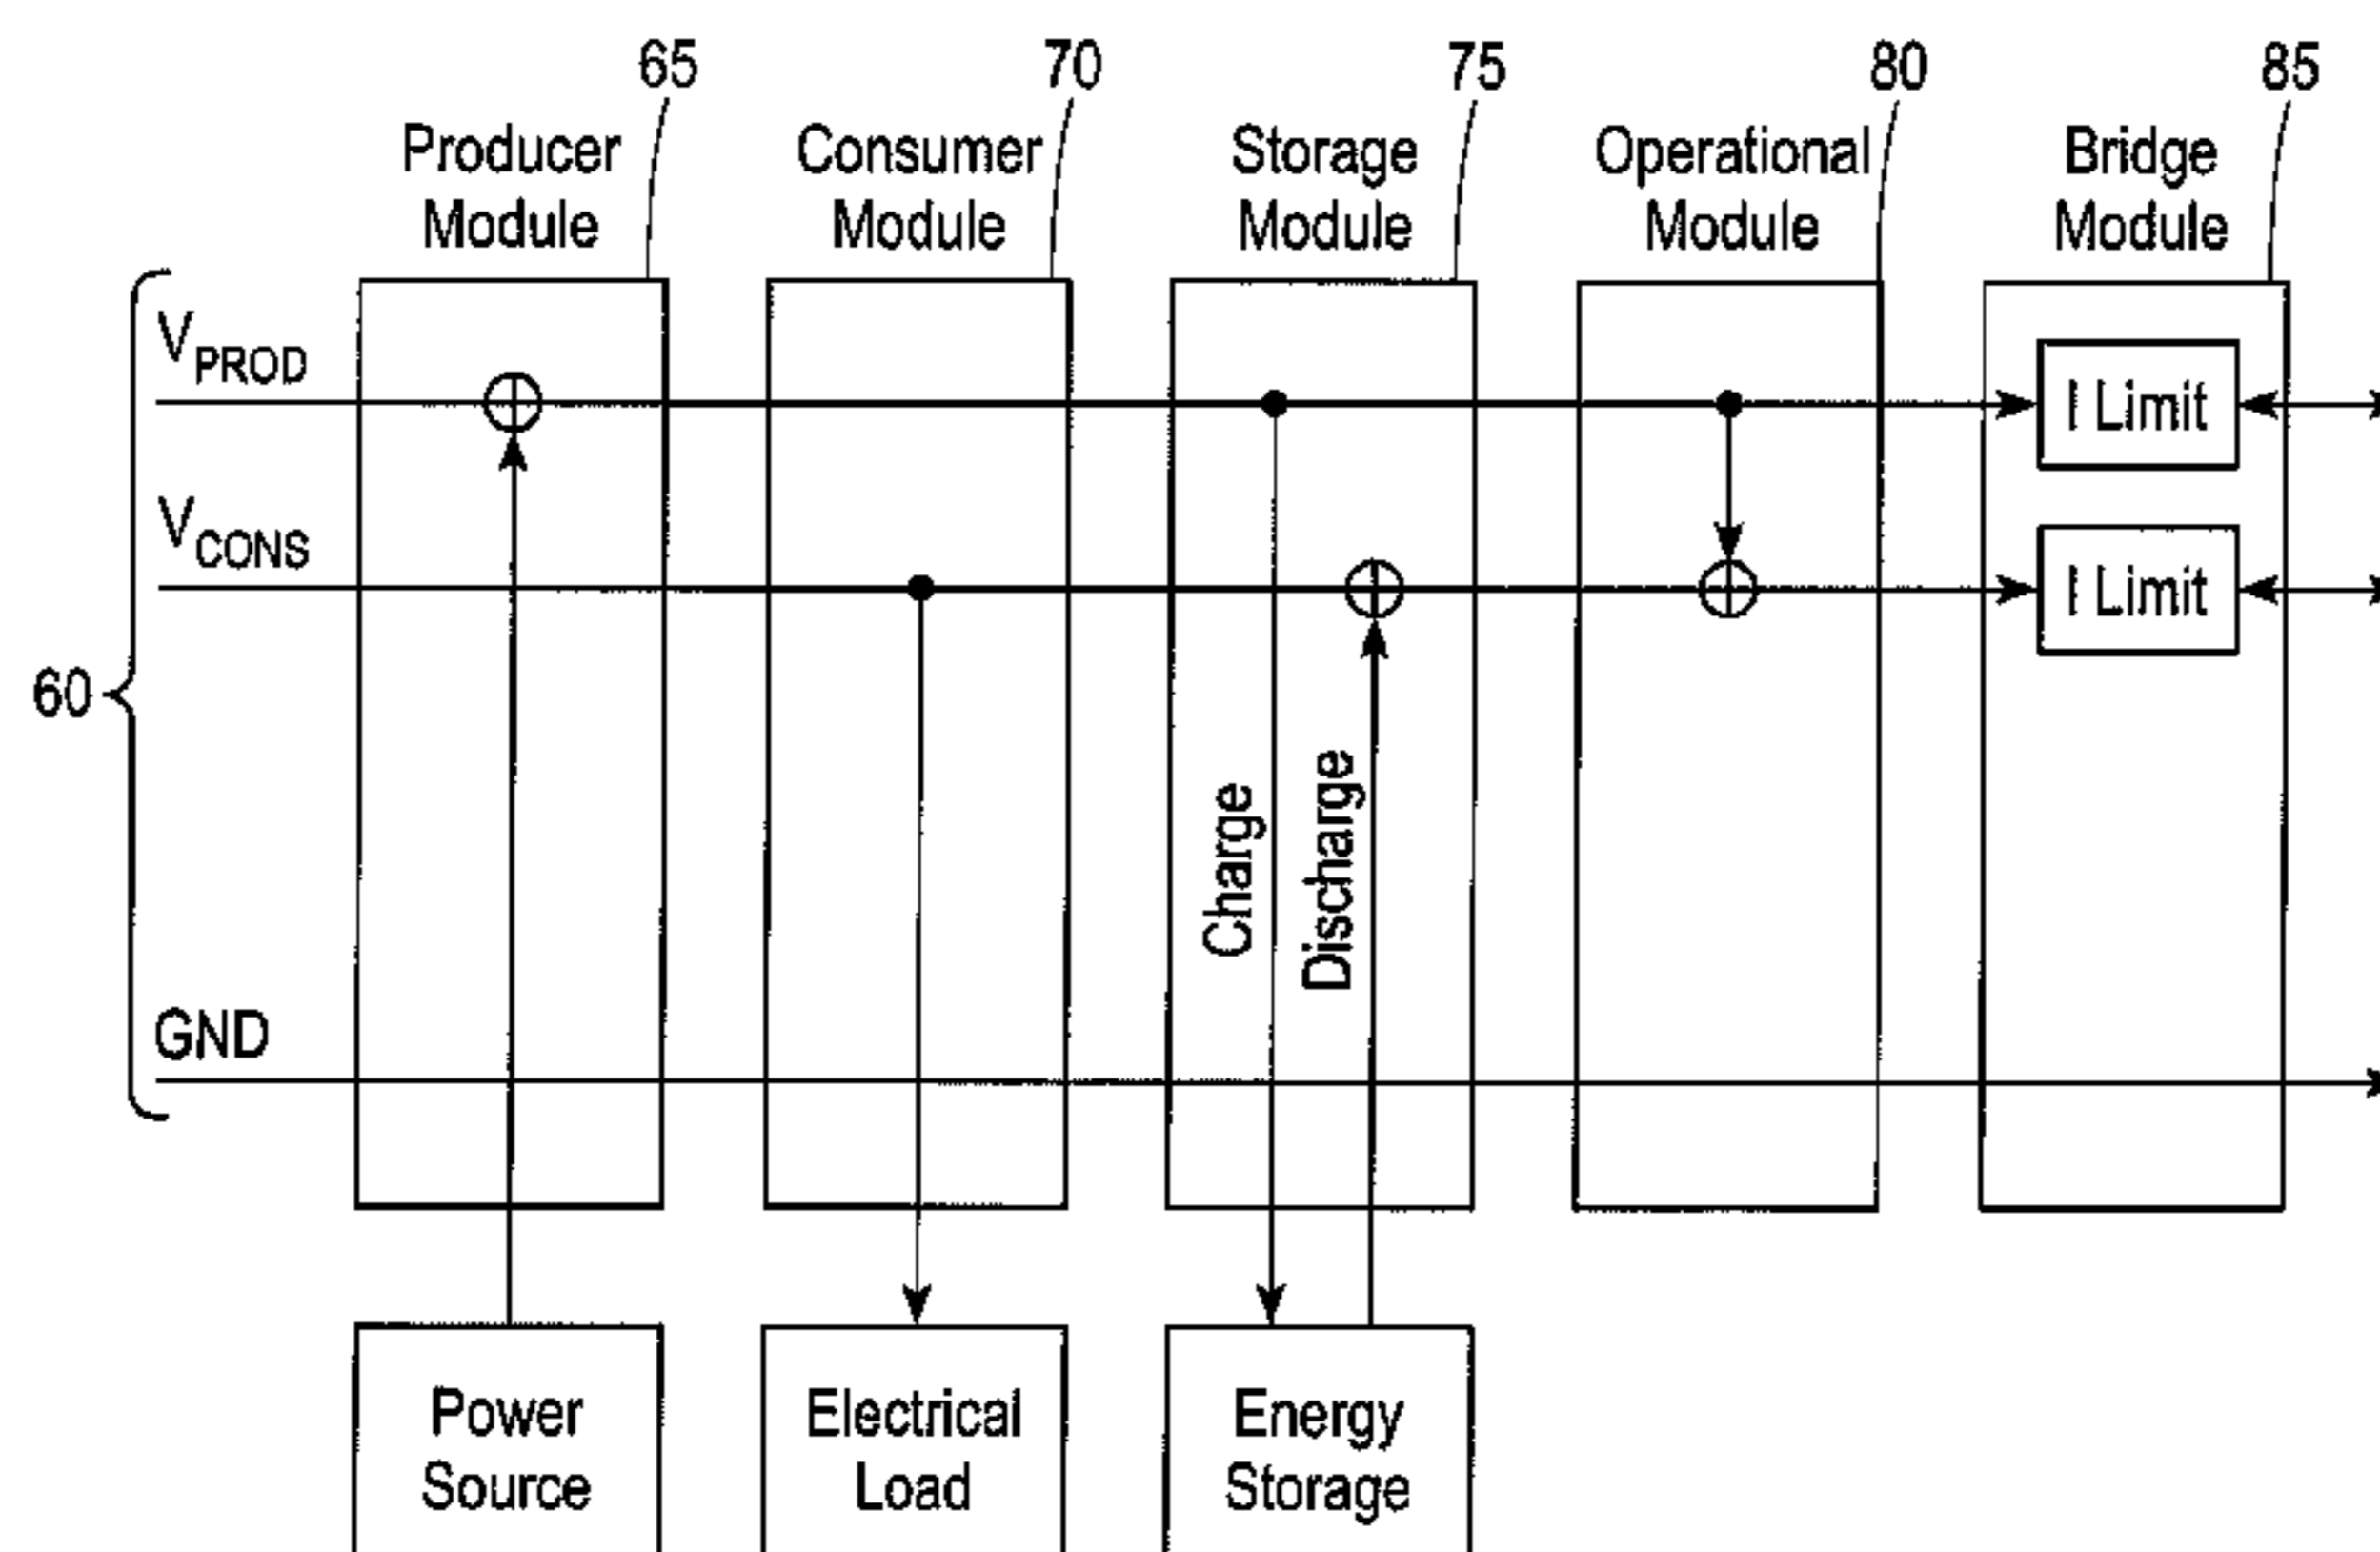 65
70
75
80
85
Producer
Module
Consumer
Module
Storage
Module
Operational
Module
Bridge
Module
VPROD
I Limit
VCONS
I Limit
60
Charge
Discharge
GND
Power
Source
Electrical
Load
Energy
Storage